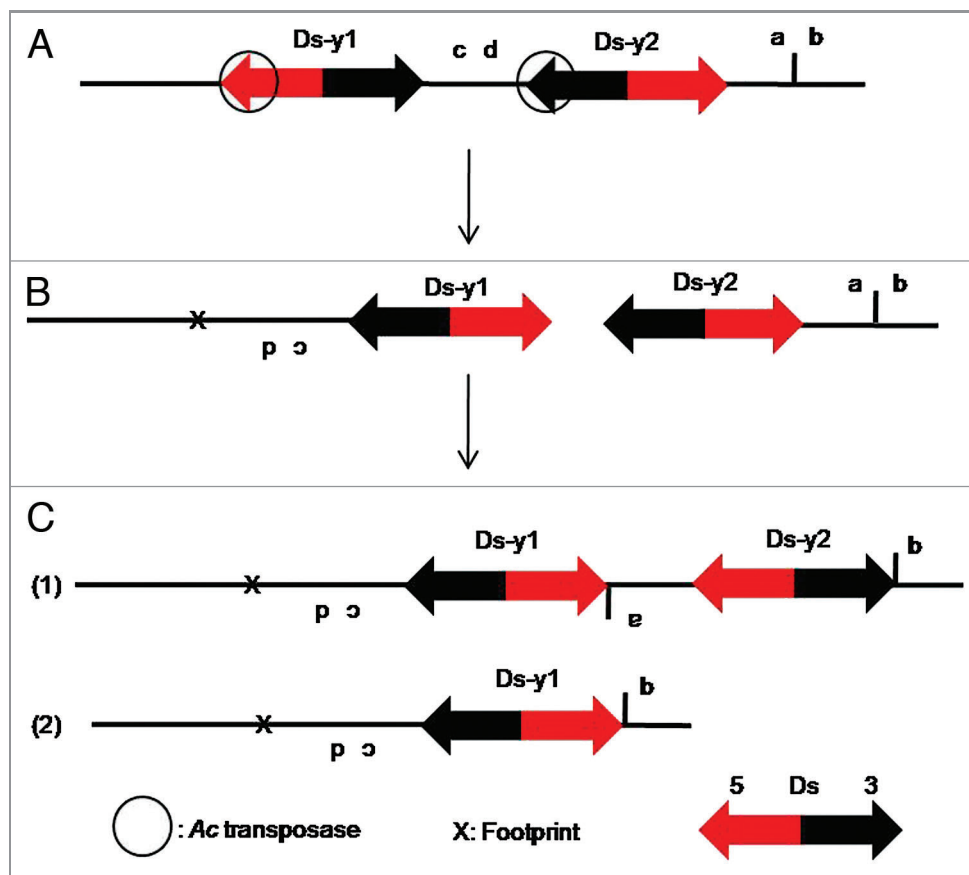 A
Ds-y1 c d Ds-y2 a b
B
Ds-y1 Ds-y2 a b
x
p ɔ
C
Ds-y1 Ds-y2 b
(1) x
p ɔ ɐ
Ds-y1 b
(2) x
p ɔ
5 Ds 3
: Ac transposase X: Footprint